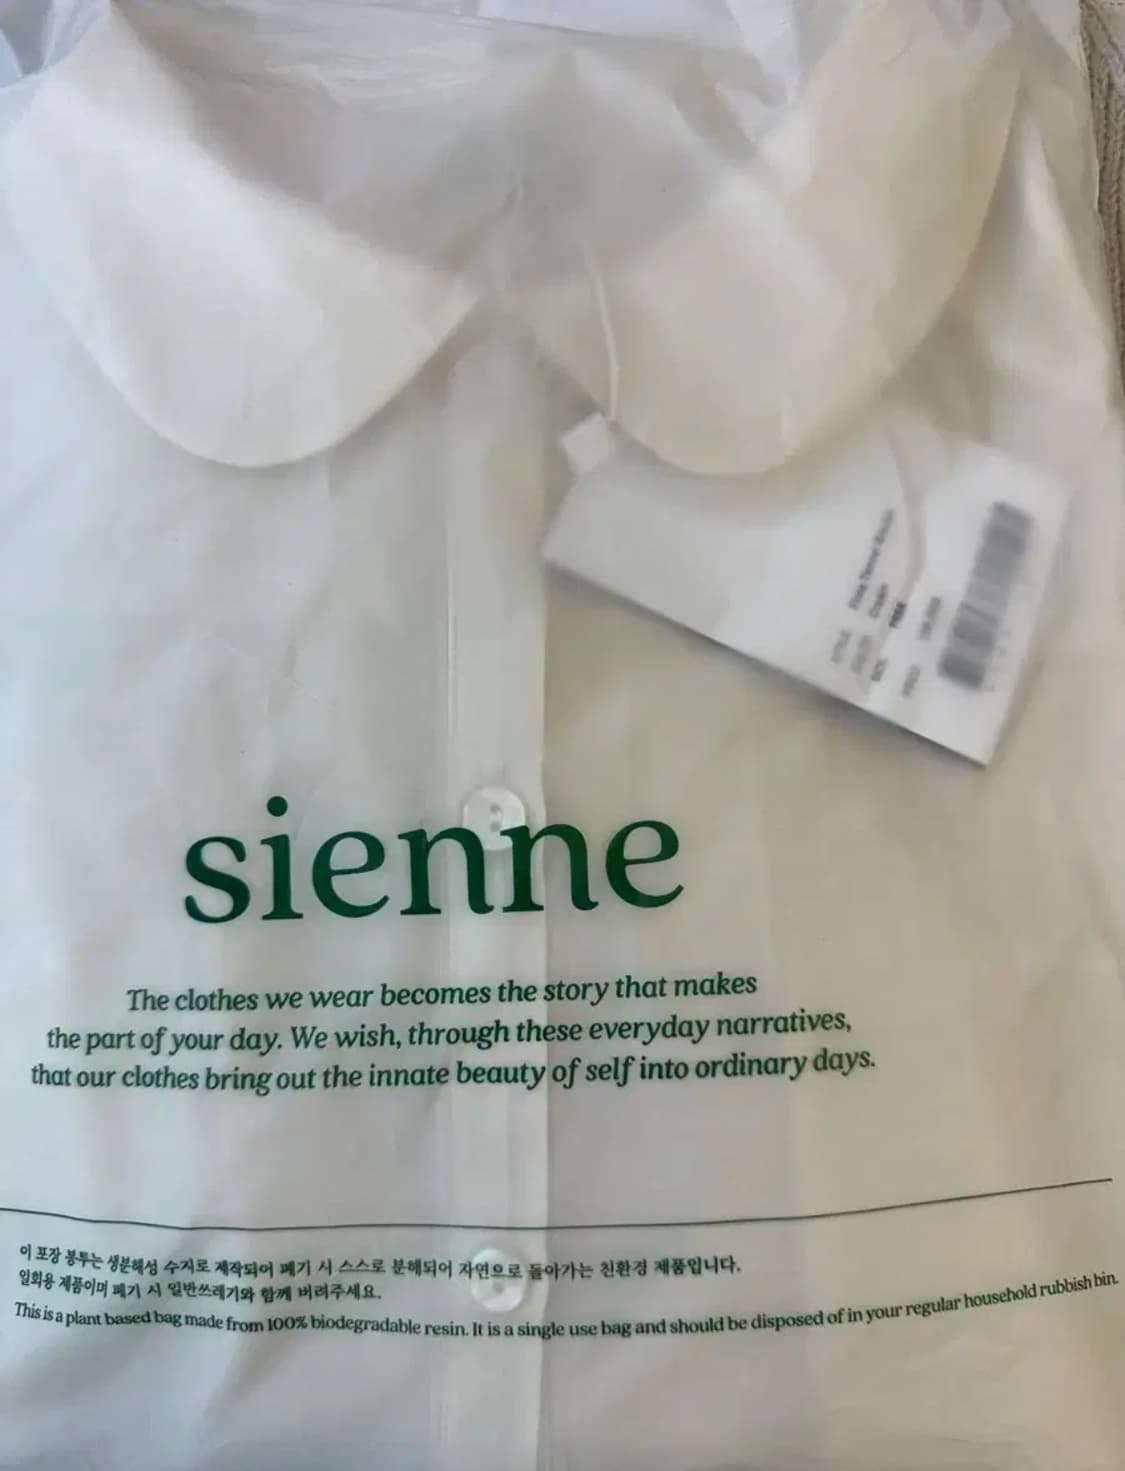 STYLE
COLOR Cream
SIZE FREE
PRICE
sienne
The clothes we wear becomes the story that makes
the part of your day. We wish, through these everyday narratives,
that our clothes bring out the innate beauty of self into ordinary days.
이 포장 봉투는 생분해성 수지로 제작되어 폐기 시 스스로 분해되어 자연으로 돌아가는 친환경 제품입니다.
일회용 제품이며 폐기 시 일반쓰레기와 함께 버려주세요.
This is a plant based bag made from 100% biodegradable resin. It is a single use bag and should be disposed of in your regular household rubbish bin.